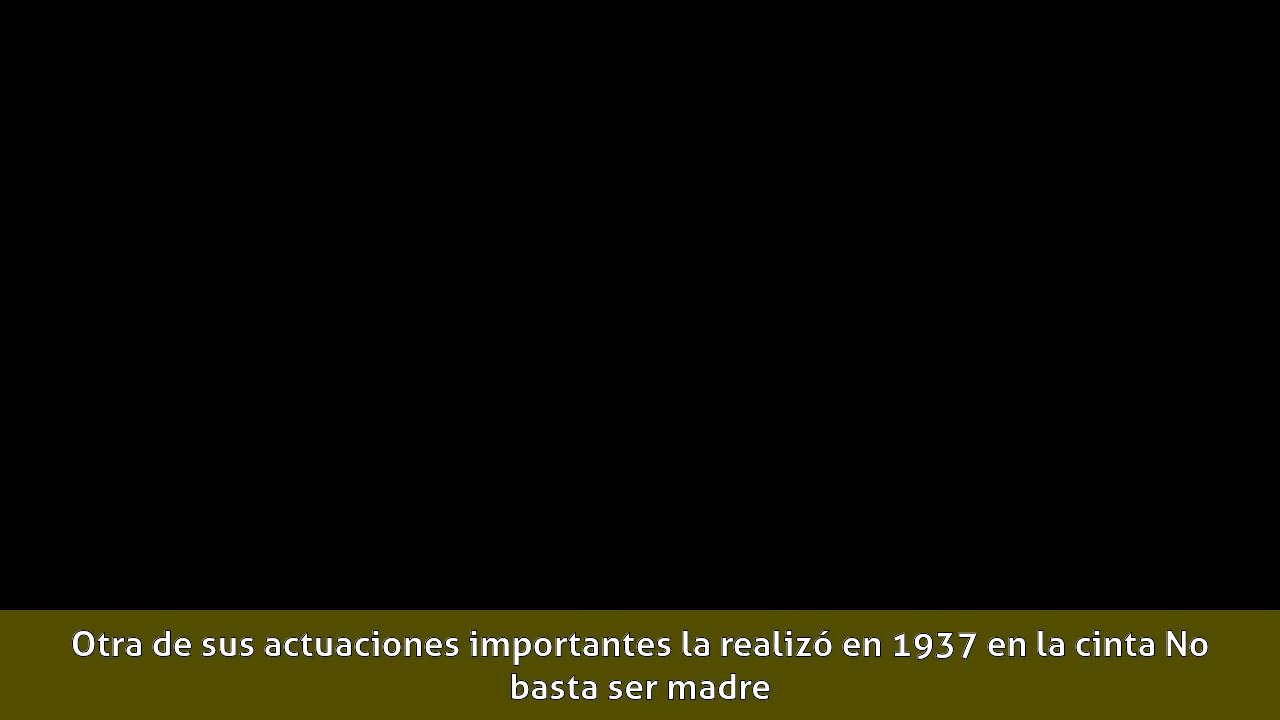 Otra de sus actuaciones importantes la realizó en 1937 en la cinta No
basta ser madre